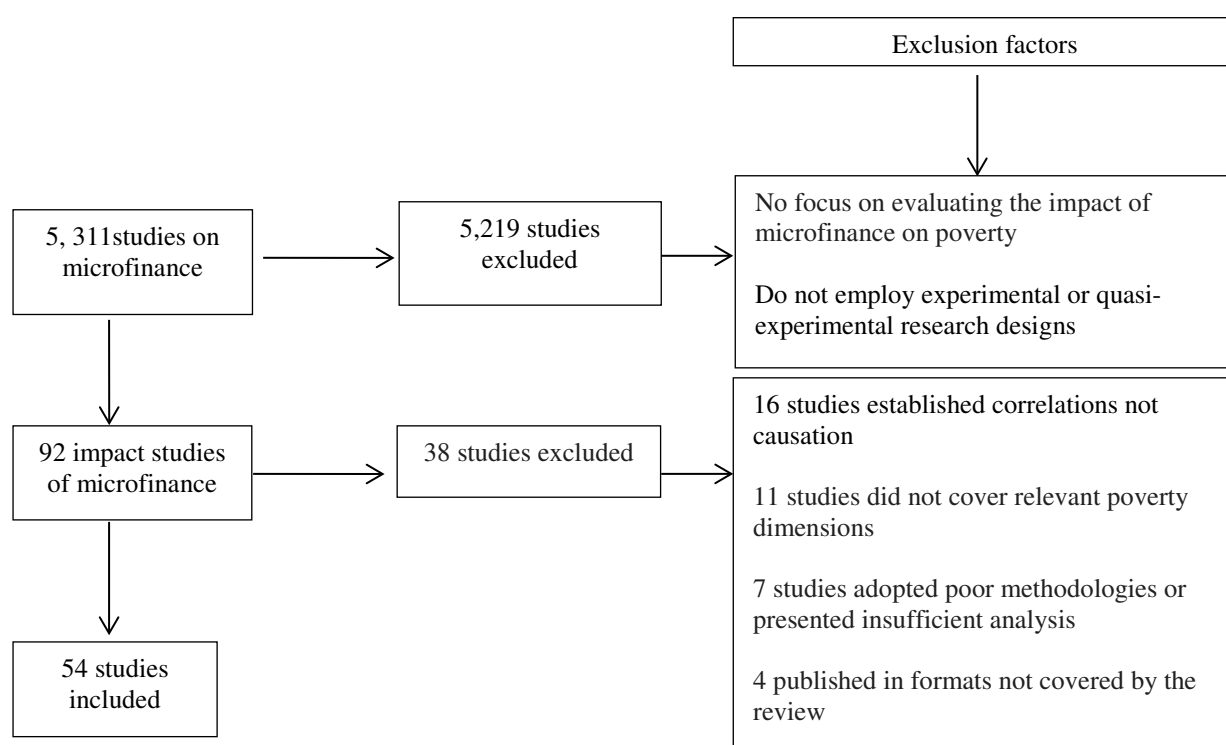 Exclusion factors
5, 311studies on
microfinance
5,219 studies
excluded
No focus on evaluating the impact of
microfinance on poverty
Do not employ experimental or quasi-
experimental research designs
92 impact studies
of microfinance
38 studies excluded
16 studies established correlations not
causation
11 studies did not cover relevant poverty
dimensions
7 studies adopted poor methodologies or
presented insufficient analysis
4 published in formats not covered by the
review
54 studies
included